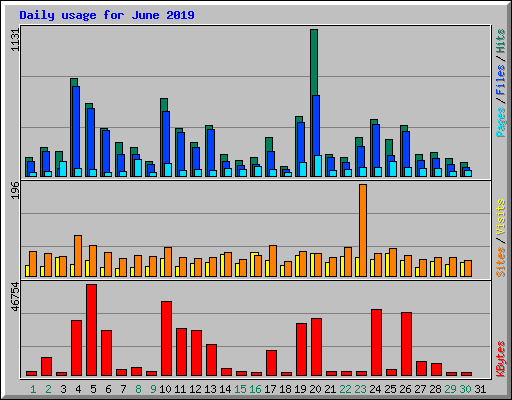 Daily usage for June 2019
1131
Pages / Files / Hits
196
Sites / Visits
46754
KBytes
1 2 3 4 5 6 7 8 9 10 11 12 13 14 15 16 17 18 19 20 21 22 23 24 25 26 27 28 29 30 31